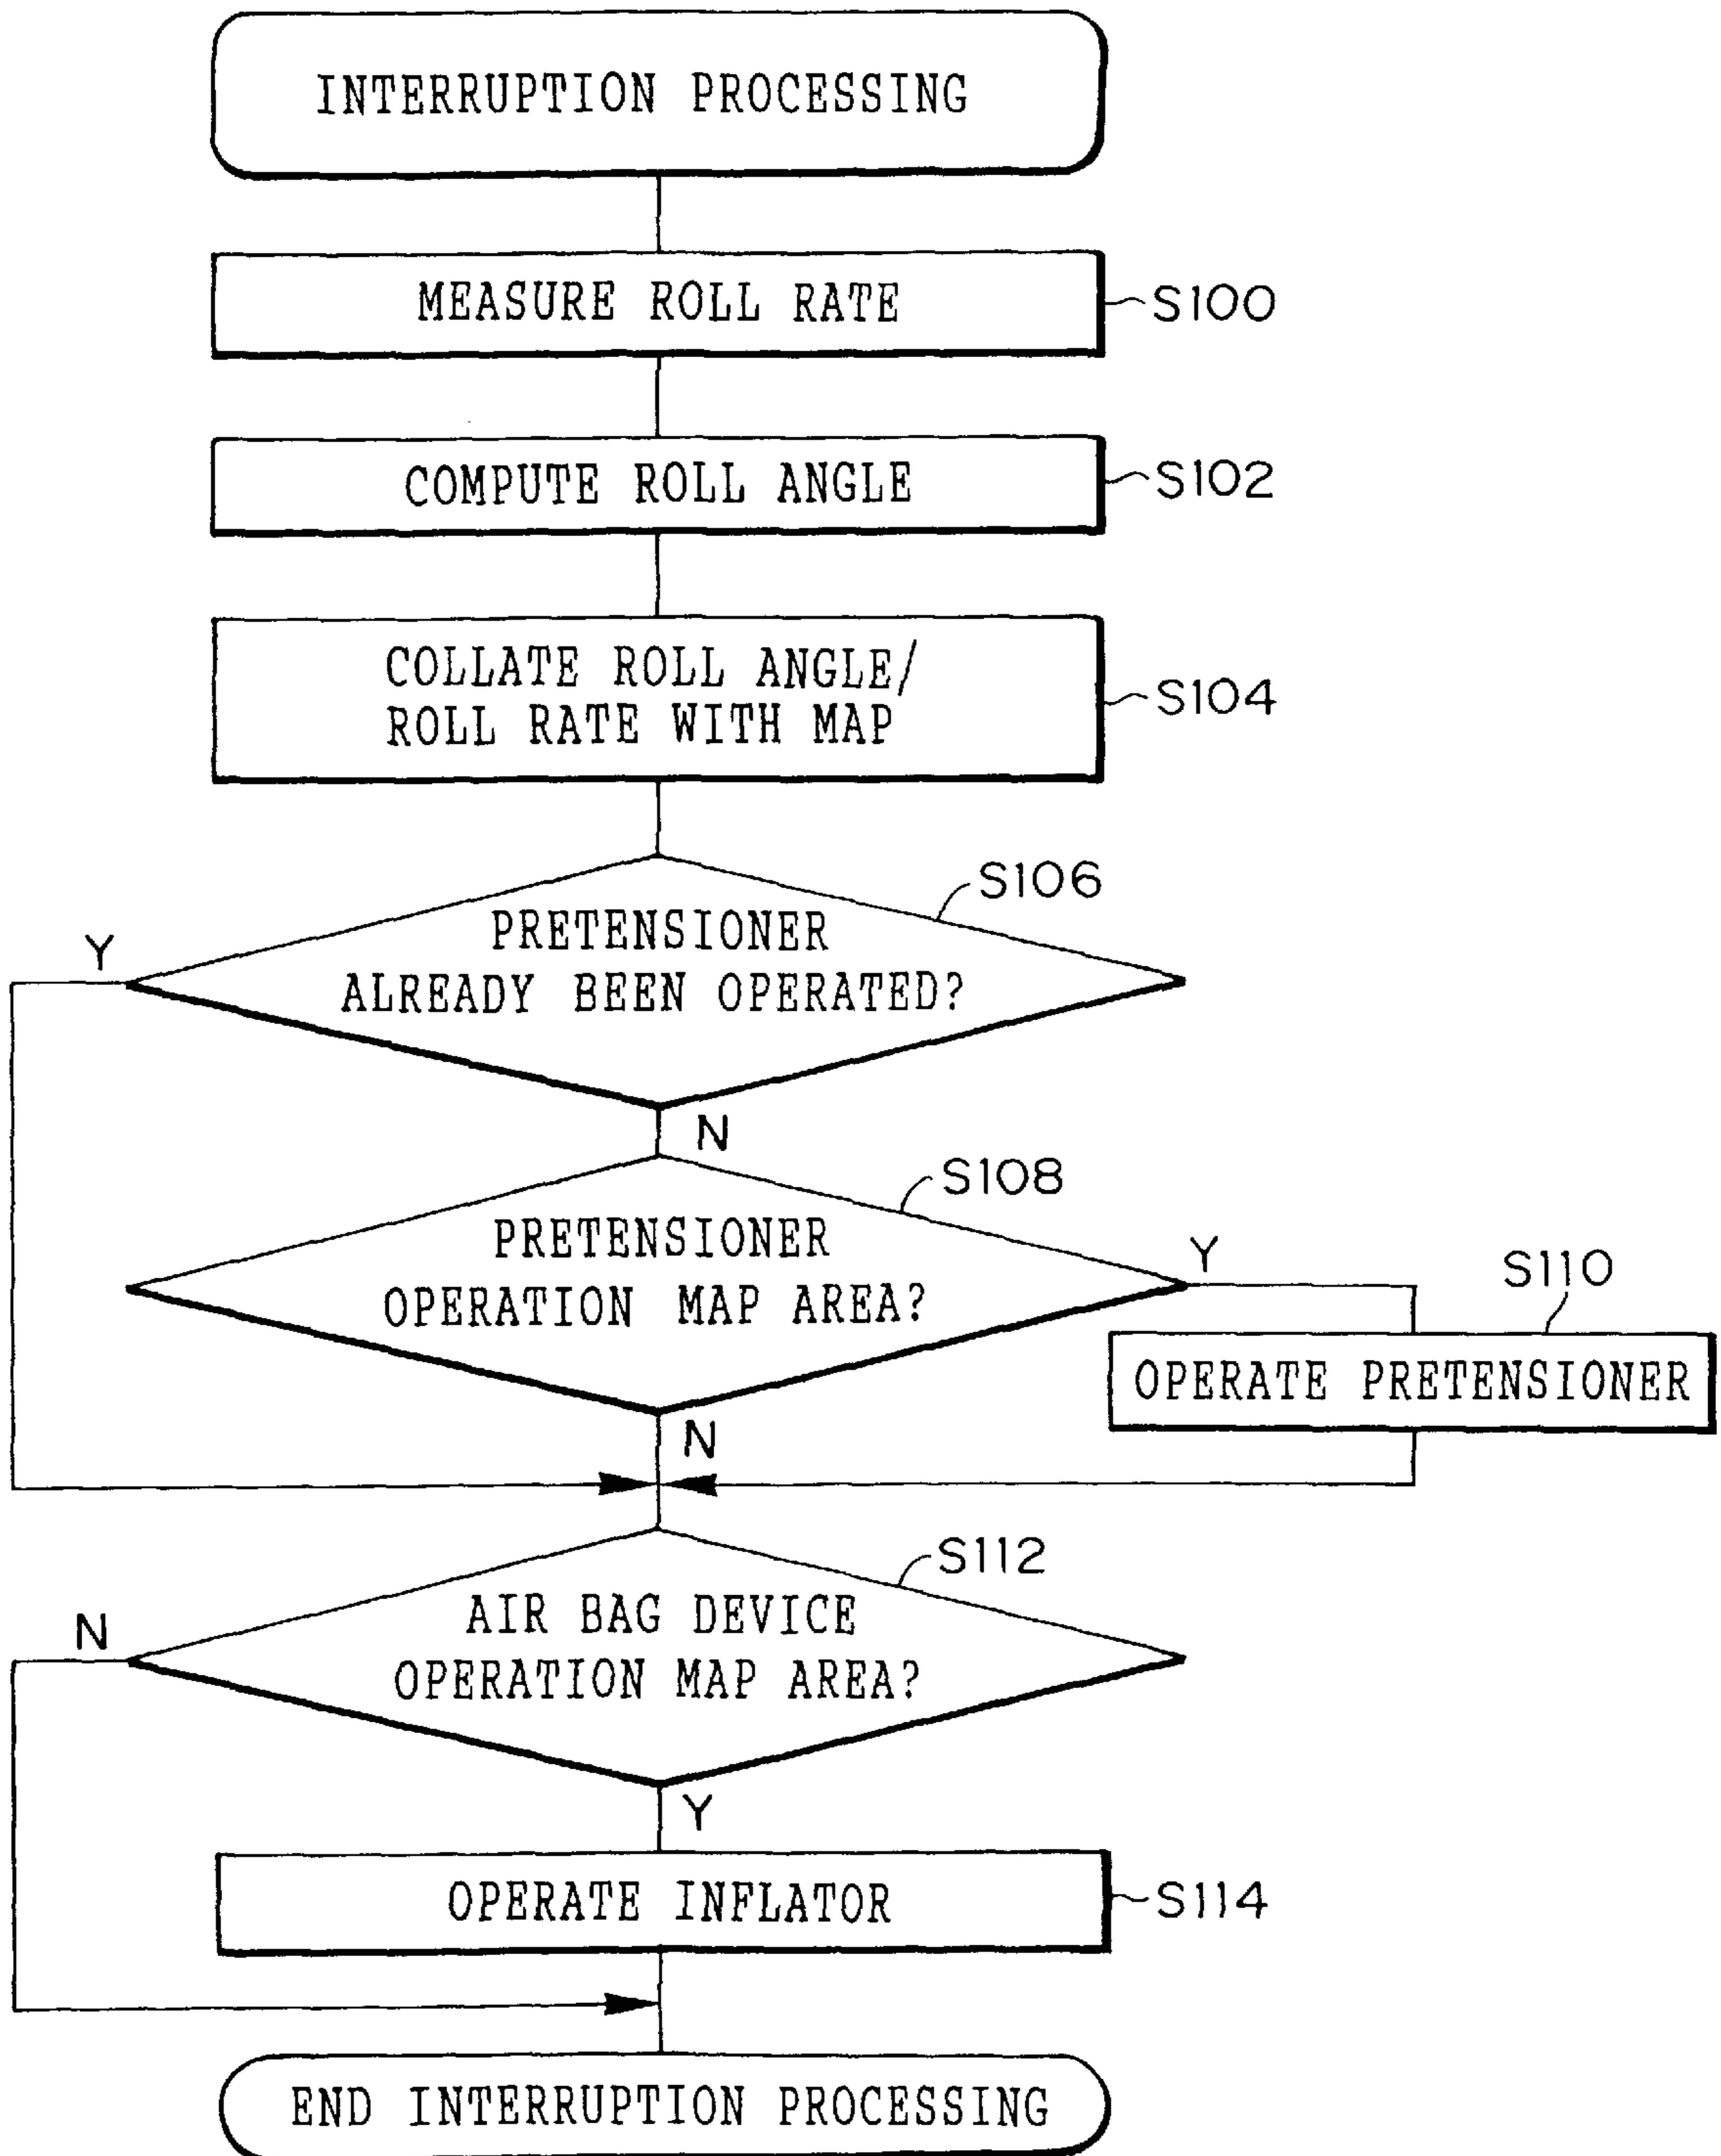 INTERRUPTION PROCESSING
MEASURE ROLL RATE
S100
COMPUTE ROLL ANGLE
S102
COLLATE ROLL ANGLE/
ROLL RATE WITH MAP
S104
S106
PRETENSIONER
ALREADY BEEN OPERATED?
Y
N
S108
PRETENSIONER
OPERATION MAP AREA?
Y
S110
OPERATE PRETENSIONER
N
S112
AIR BAG DEVICE
OPERATION MAP AREA?
N
Y
OPERATE INFLATOR
S114
END INTERRUPTION PROCESSING